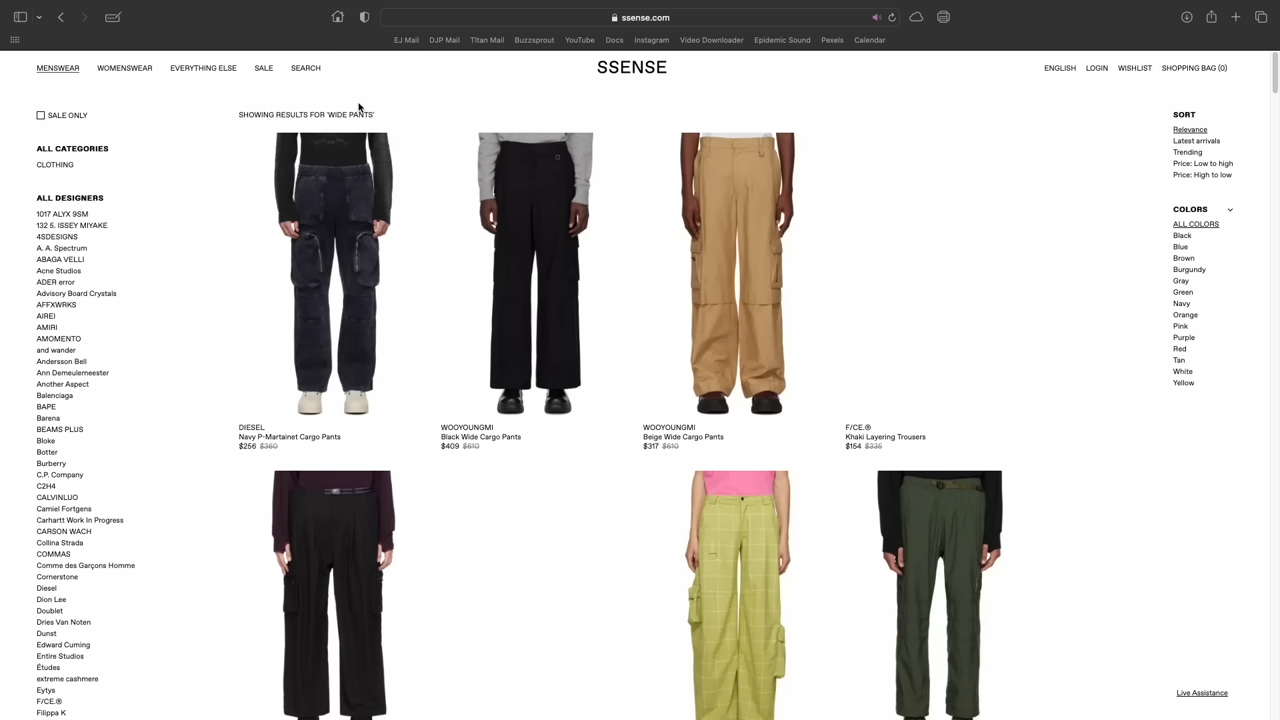 ssense.com
EJ Mail DJP Mail TItan Mail Buzzsprout YouTube Docs Instagram Video Downloader Epidemic Sound Pexels Calendar
MENSWEAR WOMENSWEAR EVERYTHING ELSE SALE SEARCH SSENSE ENGLISH LOGIN WISHLIST SHOPPING BAG (0)
SALE ONLY
ALL CATEGORIES
CLOTHING
ALL DESIGNERS
1017 ALYX 9SM
132 5. ISSEY MIYAKE
4SDESIGNS
A. A. Spectrum
ABAGA VELLI
Acne Studios
ADER error
Advisory Board Crystals
AFFXWRKS
AIREI
AMIRI
AMOMENTO
and wander
Andersson Bell
Ann Demeulemeester
Another Aspect
Balenciaga
BAPE
Barena
BEAMS PLUS
Bloke
Botter
Burberry
C.P. Company
C2H4
CALVINLUO
Camiel Fortgens
Carhartt Work In Progress
CARSON WACH
Collina Strada
COMMAS
Comme des Garçons Homme
Cornerstone
Diesel
Dion Lee
Doublet
Dries Van Noten
Dunst
Edward Cuming
Entire Studios
Études
extreme cashmere
Eytys
F/CE.®
Filippa K
SHOWING RESULTS FOR 'WIDE PANTS'
DIESEL
Navy P-Martainet Cargo Pants
$256 $360
WOOYOUNGMI
Black Wide Cargo Pants
$409 $610
WOOYOUNGMI
Beige Wide Cargo Pants
$317 $610
F/CE.®
Khaki Layering Trousers
$154 $335
SORT
Relevance
Latest arrivals
Trending
Price: Low to high
Price: High to low
COLORS
ALL COLORS
Black
Blue
Brown
Burgundy
Gray
Green
Navy
Orange
Pink
Purple
Red
Tan
White
Yellow
Live Assistance